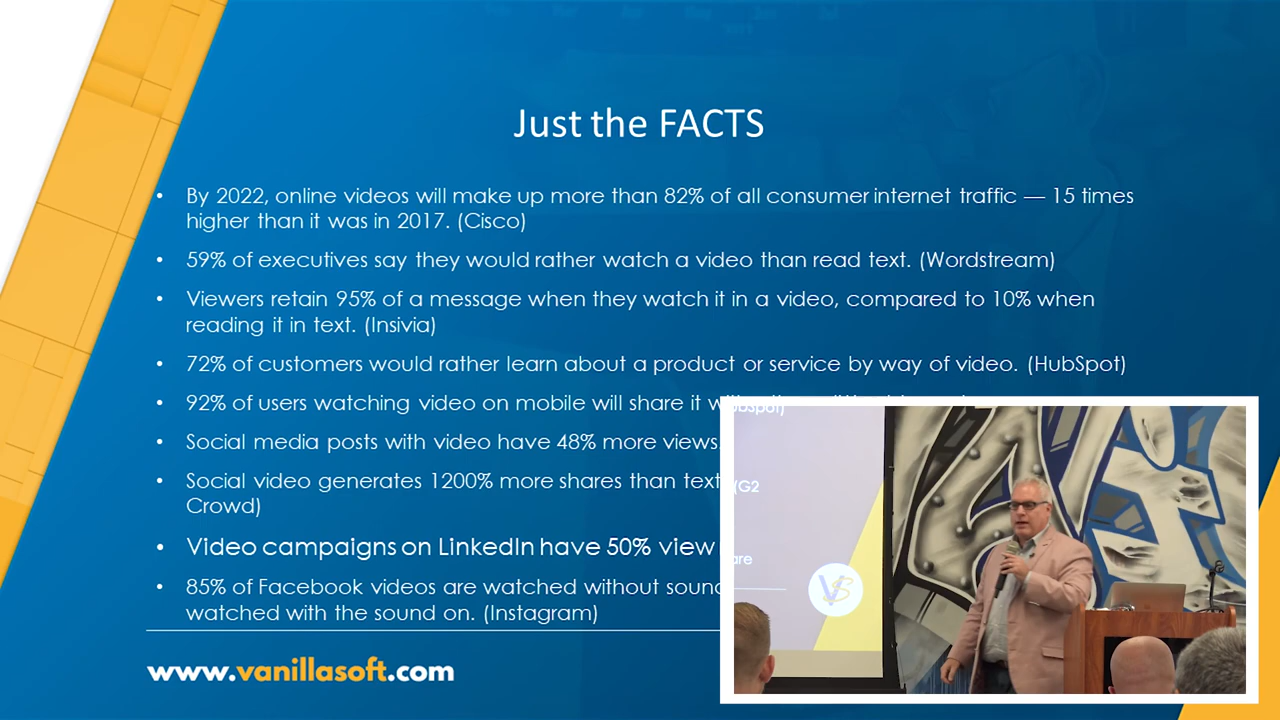 Just the FACTS
• By 2022, online videos will make up more than 82% of all consumer internet traffic — 15 times
higher than it was in 2017. (Cisco)
• 59% of executives say they would rather watch a video than read text. (Wordstream)
• Viewers retain 95% of a message when they watch it in a video, compared to 10% when
reading it in text. (Insivia)
• 72% of customers would rather learn about a product or service by way of video. (HubSpot)
• 92% of users watching video on mobile will share it
• Social media posts with video have 48% more views.
• Social video generates 1200% more shares than text
(G2
Crowd)
• Video campaigns on LinkedIn have 50% view
• 85% of Facebook videos are watched without sound
watched with the sound on. (Instagram)
www.vanillasoft.com
VS